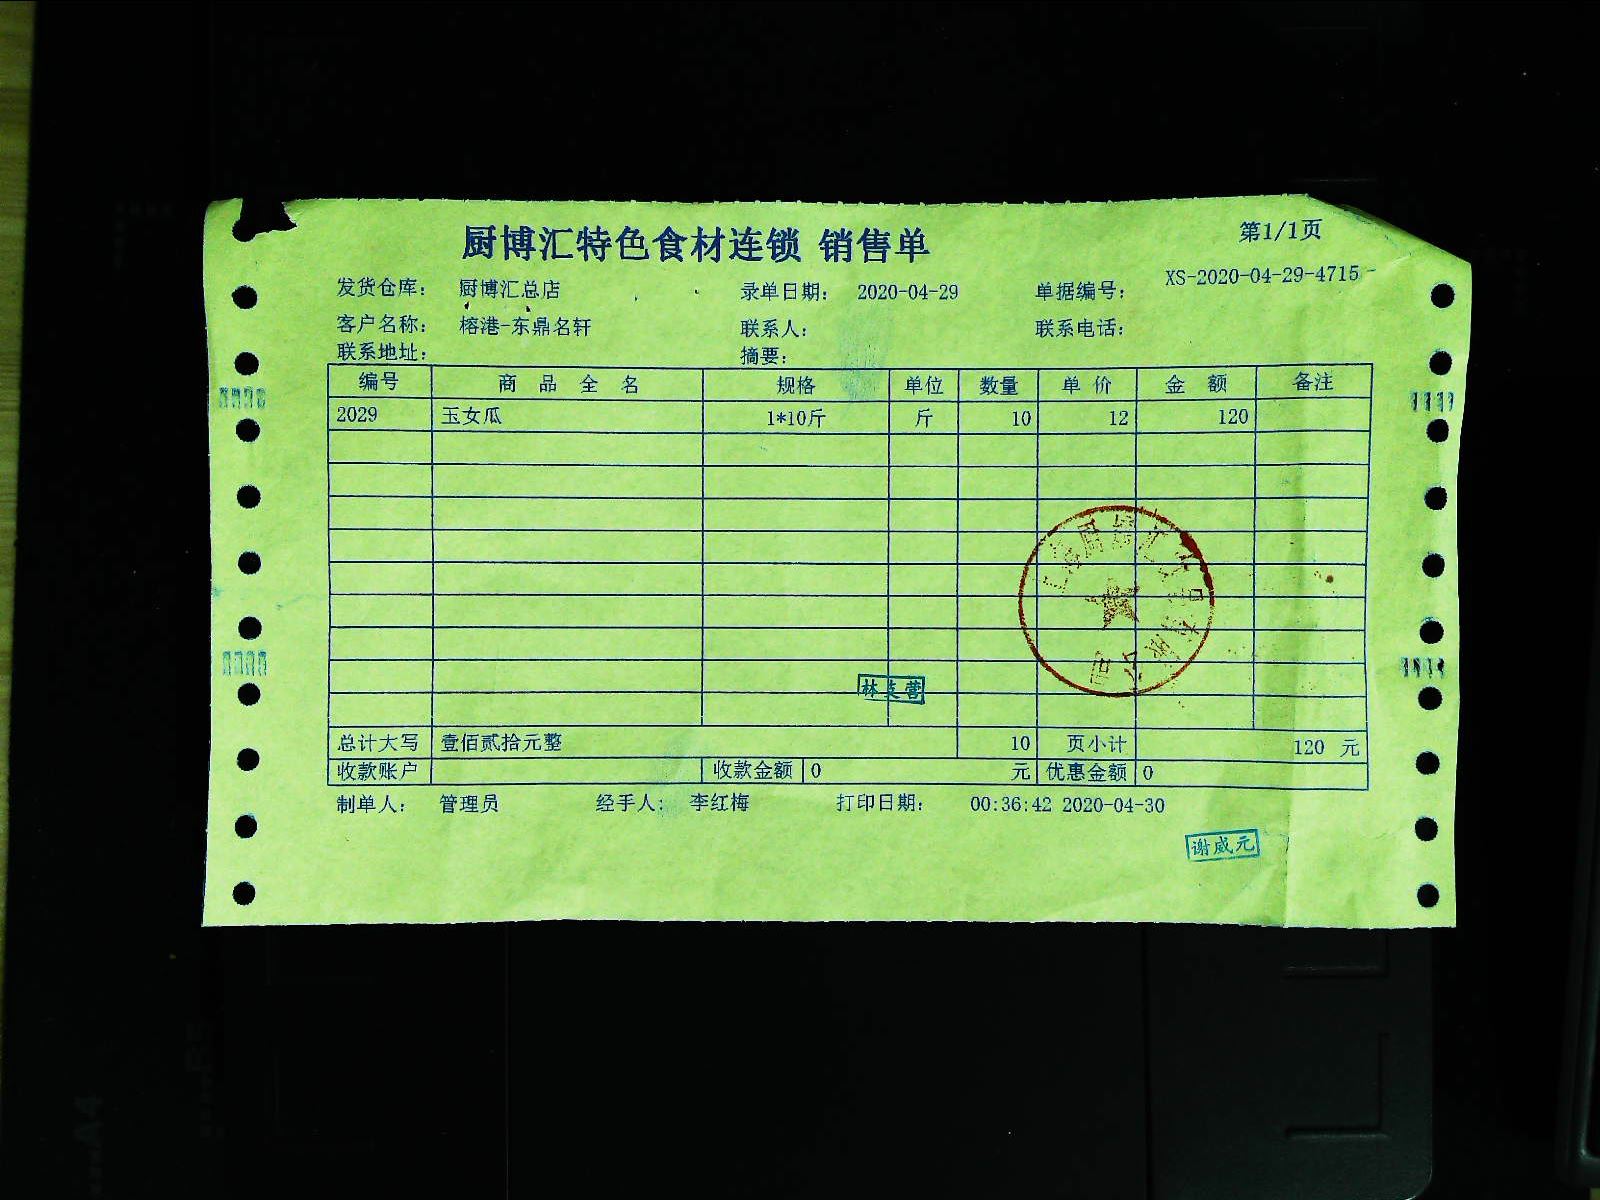 厨博汇特色食材连锁 销售单
第1/1页
发货仓库： 厨博汇总店 录单日期： 2020-04-29 单据编号： XS-2020-04-29-4715
客户名称： 榕港-东鼎名轩 联系人： 联系电话：
联系地址： 摘要：
编号 商品全名 规格 单位 数量 单价 金额 备注
2029 玉女瓜 1*10斤 斤 10 12 120
总计大写 壹佰贰拾元整 10 页小计 120 元
收款账户 收款金额 0 元 优惠金额 0
制单人： 管理员 经手人： 李红梅 打印日期： 00:36:42 2020-04-30
谢威元